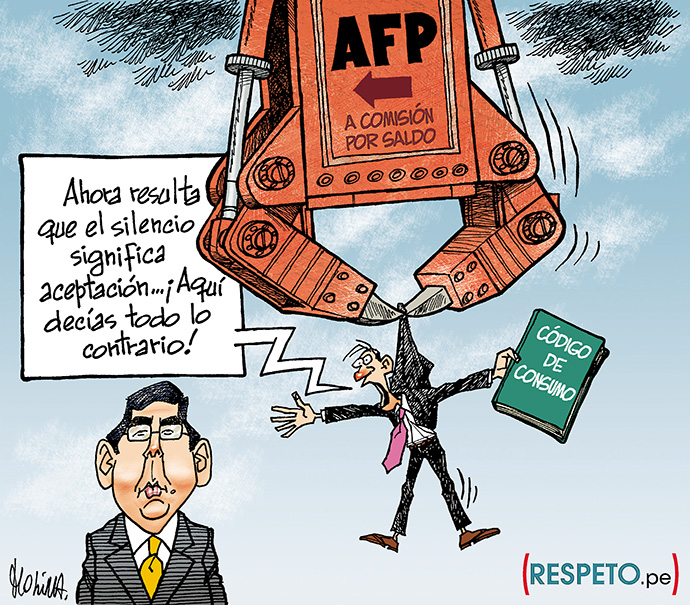 AFP
A COMISIÓN
POR SALDO
Ahora resulta
que el silencio
significa
aceptación...¡Aquí
decías todo lo
contrario!
CÓDIGO
DE
CONSUMO
(RESPETO.pe)